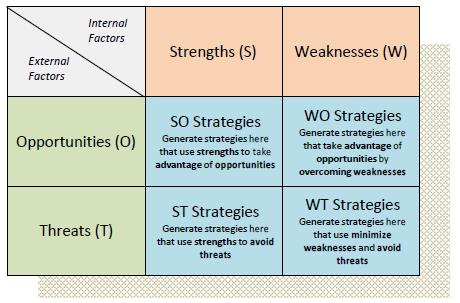 Internal
Factors
External
Factors
Strengths (S)
Weaknesses (W)
Opportunities (O)
SO Strategies
Generate strategies here
that use strengths to take
advantage of opportunities
WO Strategies
Generate strategies here
that take advantage of
opportunities by
overcoming weaknesses
Threats (T)
ST Strategies
Generate strategies here
that use strengths to avoid
threats
WT Strategies
Generate strategies here
that use minimize
weaknesses and avoid
threats